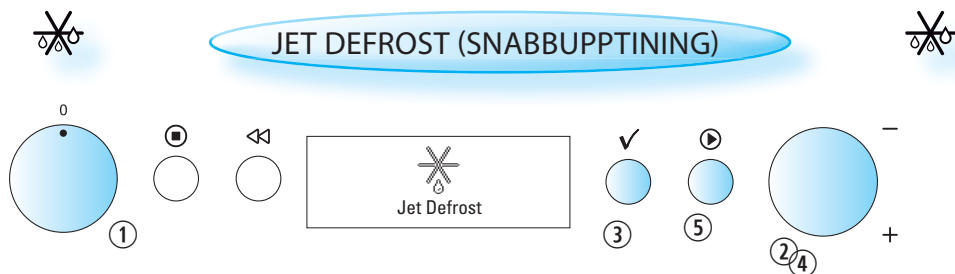 JET DEFROST (SNABBUPPTINING)
0
−
Jet Defrost
+
① ③ ⑤ ② ④